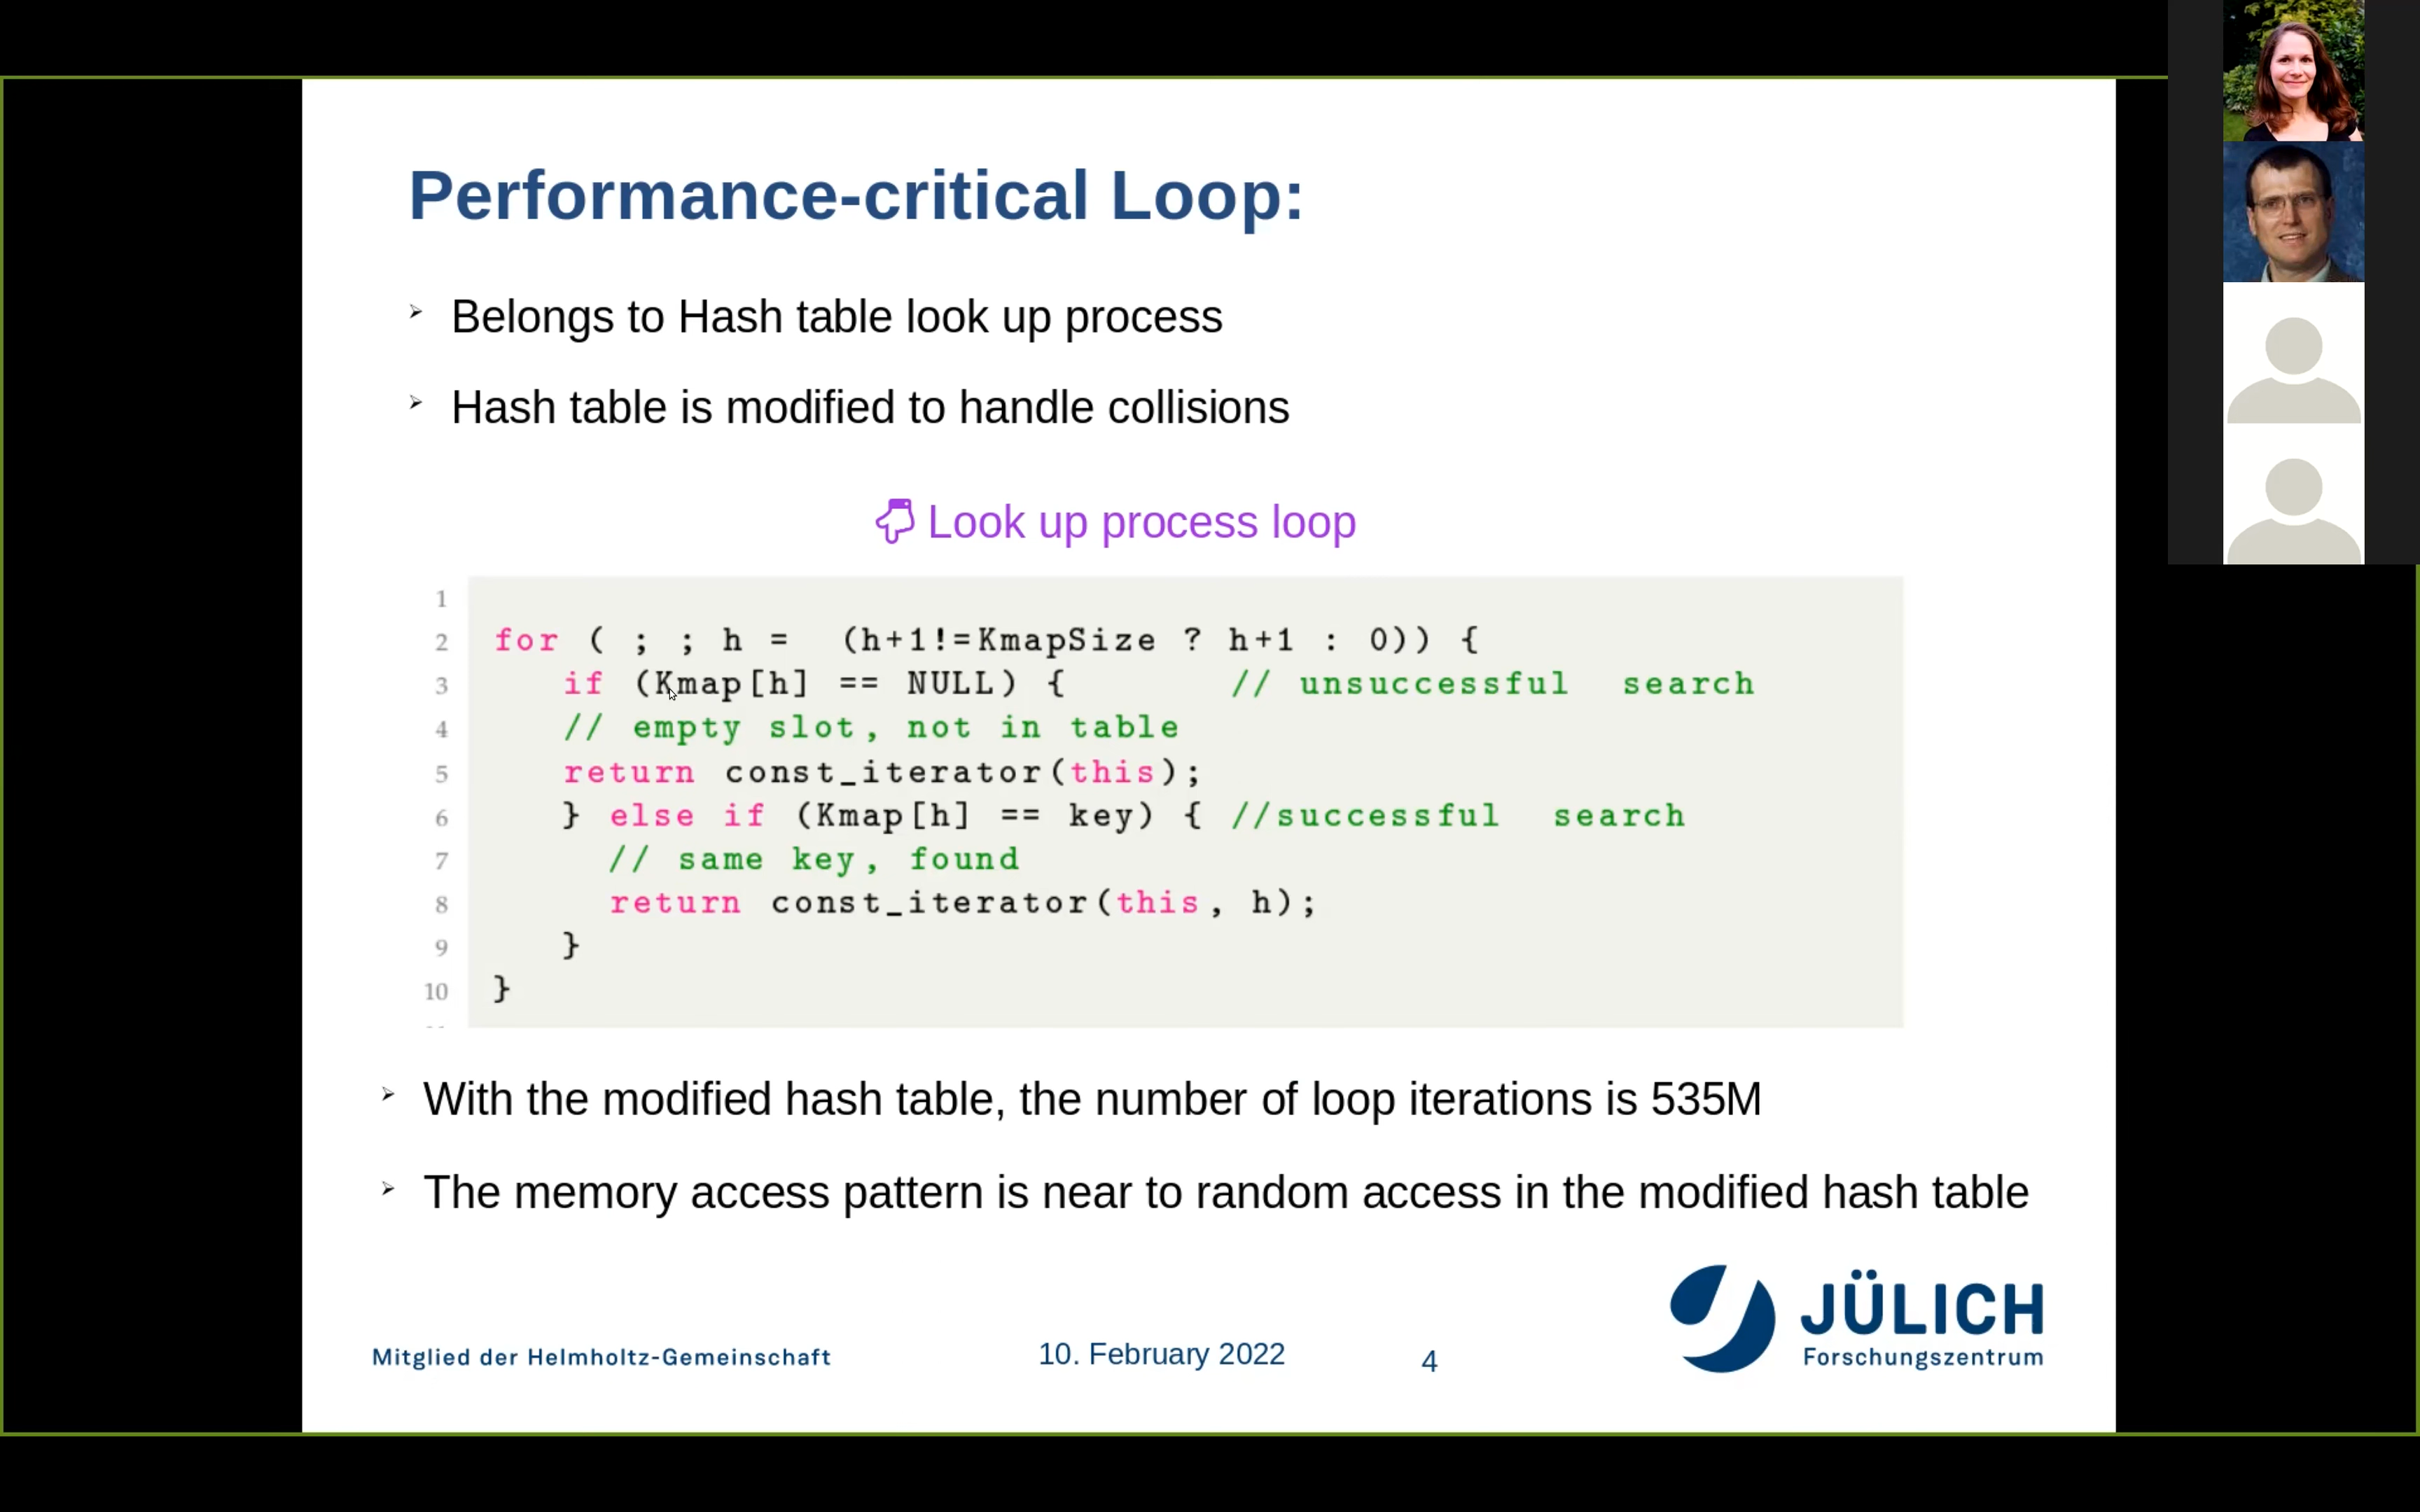 Performance-critical Loop:
Belongs to Hash table look up process
Hash table is modified to handle collisions
Look up process loop
1
2 for ( ; ; h = (h+1!=KmapSize ? h+1 : 0)) {
3 if (Kmap[h] == NULL) { // unsuccessful search
4 // empty slot, not in table
5 return const_iterator(this);
6 } else if (Kmap[h] == key) { //successful search
7 // same key, found
8 return const_iterator(this, h);
9 }
10 }
With the modified hash table, the number of loop iterations is 535M
The memory access pattern is near to random access in the modified hash table
Mitglied der Helmholtz-Gemeinschaft
10. February 2022
4
JÜLICH
Forschungszentrum